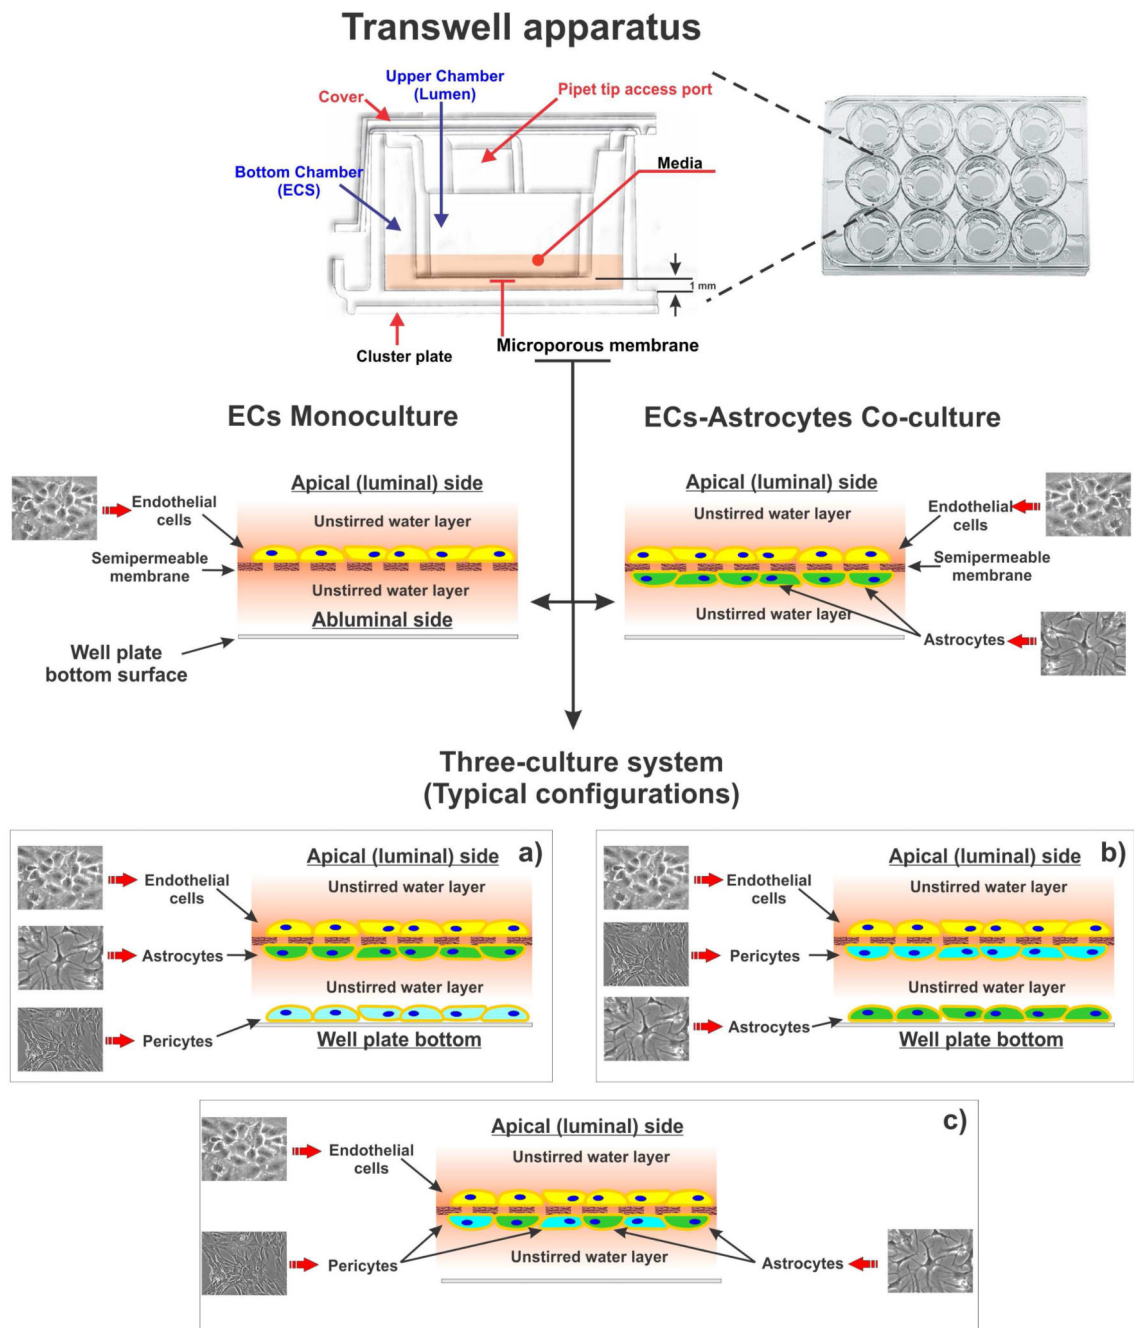 Transwell apparatus
Upper Chamber
(Lumen)
Cover
Pipet tip access port
Bottom Chamber
(ECS)
Media
1 mm
Microporous membrane
Cluster plate
ECs Monoculture
ECs-Astrocytes Co-culture
Apical (luminal) side
Endothelial
cells
Unstirred water layer
Semipermeable
membrane
Unstirred water layer
Abluminal side
Well plate
bottom surface
Apical (luminal) side
Unstirred water layer
Endothelial
cells
Semipermeable
membrane
Unstirred water layer
Astrocytes
Three-culture system
(Typical configurations)
a)
Apical (luminal) side
Endothelial
cells
Unstirred water layer
Astrocytes
Unstirred water layer
Pericytes
Well plate bottom
b)
Apical (luminal) side
Endothelial
cells
Unstirred water layer
Pericytes
Unstirred water layer
Astrocytes
Well plate bottom
c)
Apical (luminal) side
Endothelial
cells
Unstirred water layer
Pericytes
Unstirred water layer
Astrocytes